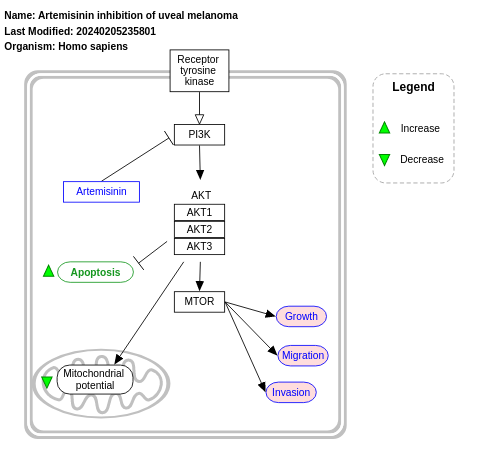 Name: Artemisinin inhibition of uveal melanoma
Last Modified: 20240205235801
Organism: Homo sapiens
Receptor
tyrosine
kinase
Legend
Increase
Decrease
PI3K
Artemisinin
AKT
AKT1
AKT2
AKT3
Apoptosis
MTOR
Growth
Migration
Invasion
Mitochondrial
potential